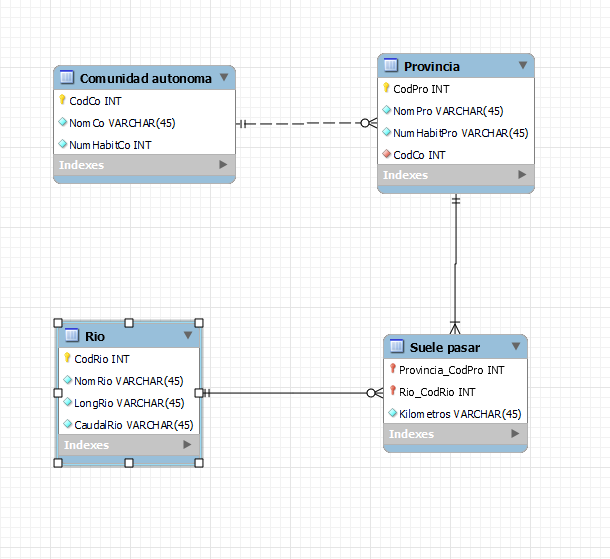 Comunidad autonoma
CodCo INT
NomCo VARCHAR(45)
NumHabitCo INT
Indexes
Provincia
CodPro INT
NomPro VARCHAR(45)
NumHabitPro VARCHAR(45)
CodCo INT
Indexes
Rio
CodRio INT
NomRio VARCHAR(45)
LongRio VARCHAR(45)
CaudalRio VARCHAR(45)
Indexes
Suele pasar
Provincia_CodPro INT
Rio_CodRio INT
Kilometros VARCHAR(45)
Indexes